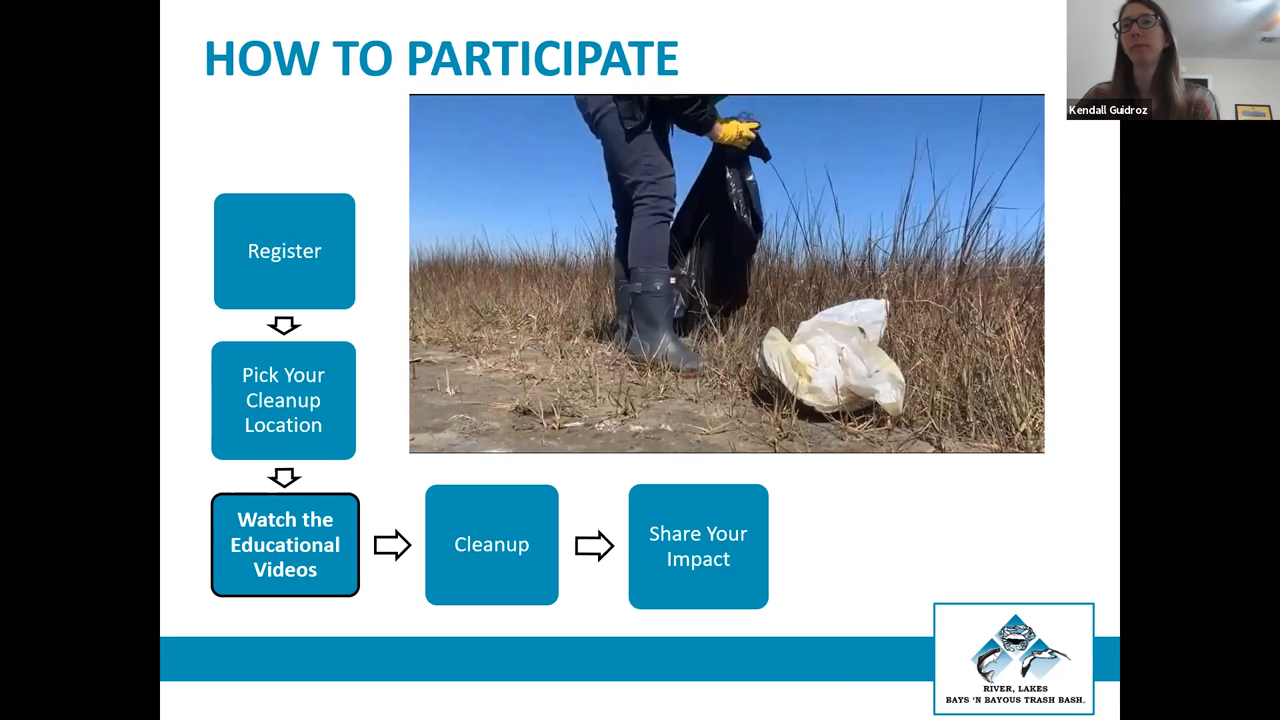 HOW TO PARTICIPATE
Kendall Guidroz
Register
Pick Your
Cleanup
Location
Watch the
Educational
Videos
Cleanup
Share Your
Impact
RIVER, LAKES
BAYS 'N BAYOUS TRASH BASH®